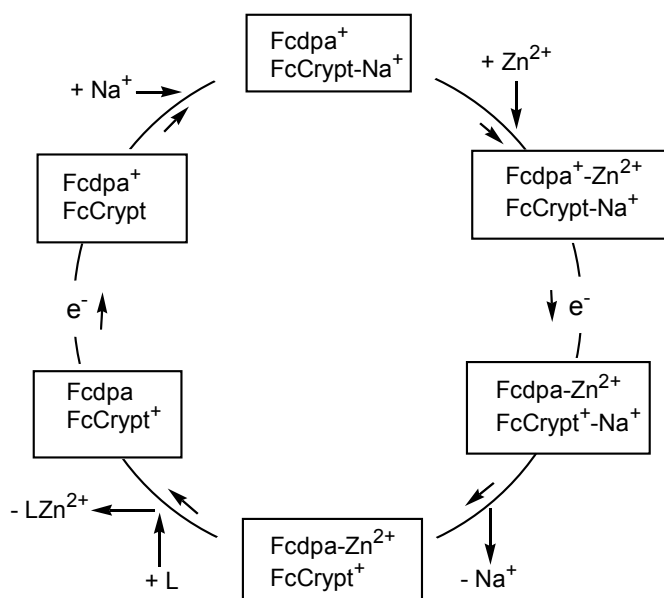 Fcdpa⁺
FcCrypt-Na⁺
+ Zn²⁺
Fcdpa⁺-Zn²⁺
FcCrypt-Na⁺
e⁻
Fcdpa-Zn²⁺
FcCrypt⁺-Na⁺
- Na⁺
Fcdpa-Zn²⁺
FcCrypt⁺
+ L
- LZn²⁺
Fcdpa
FcCrypt⁺
e⁻
Fcdpa⁺
FcCrypt
+ Na⁺